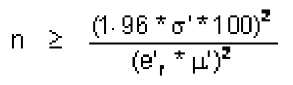 n ≥ (1·96 * σ' * 100)²
(e'ᵣ * μ')²